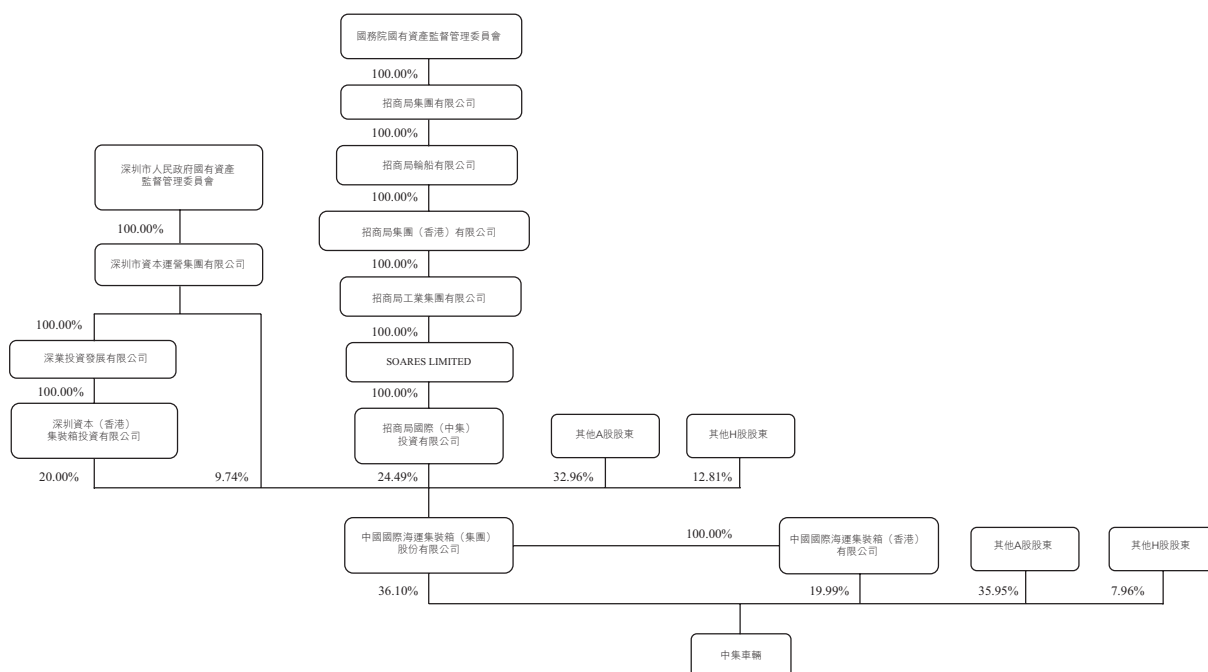 國務院國有資產監督管理委員會
100.00%
招商局集團有限公司
100.00%
深圳市人民政府國有資產
監督管理委員會
招商局輪船有限公司
100.00%
100.00%
招商局集團（香港）有限公司
深圳市資本運營集團有限公司
100.00%
招商局工業集團有限公司
100.00%
100.00%
深業投資發展有限公司
SOARES LIMITED
100.00%
100.00%
深圳資本（香港）
集裝箱投資有限公司
招商局國際（中集）
投資有限公司
其他A股股東
其他H股股東
20.00%
9.74%
24.49%
32.96%
12.81%
中國國際海運集裝箱（集團）
股份有限公司
100.00%
中國國際海運集裝箱（香港）
有限公司
其他A股股東
其他H股股東
36.10%
19.99%
35.95%
7.96%
中集車輛